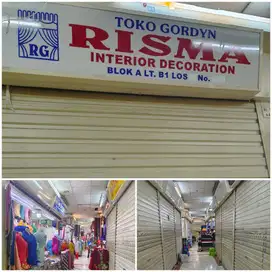 TOKO GORDYN
RG
RISMA
INTERIOR DECORATION
BLOK A LT. B1 LOS No.